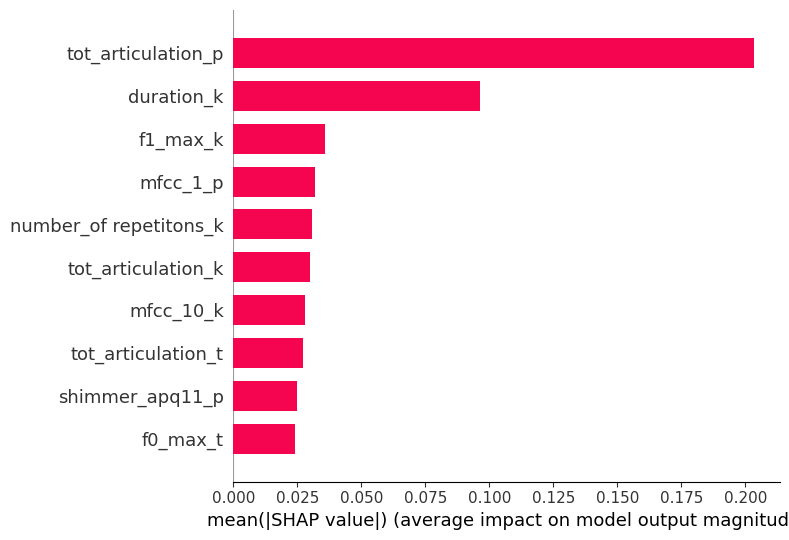 tot_articulation_p
duration_k
f1_max_k
mfcc_1_p
number_of repetitons_k
tot_articulation_k
mfcc_10_k
tot_articulation_t
shimmer_apq11_p
f0_max_t
0.000 0.025 0.050 0.075 0.100 0.125 0.150 0.175 0.200
mean(|SHAP value|) (average impact on model output magnitud